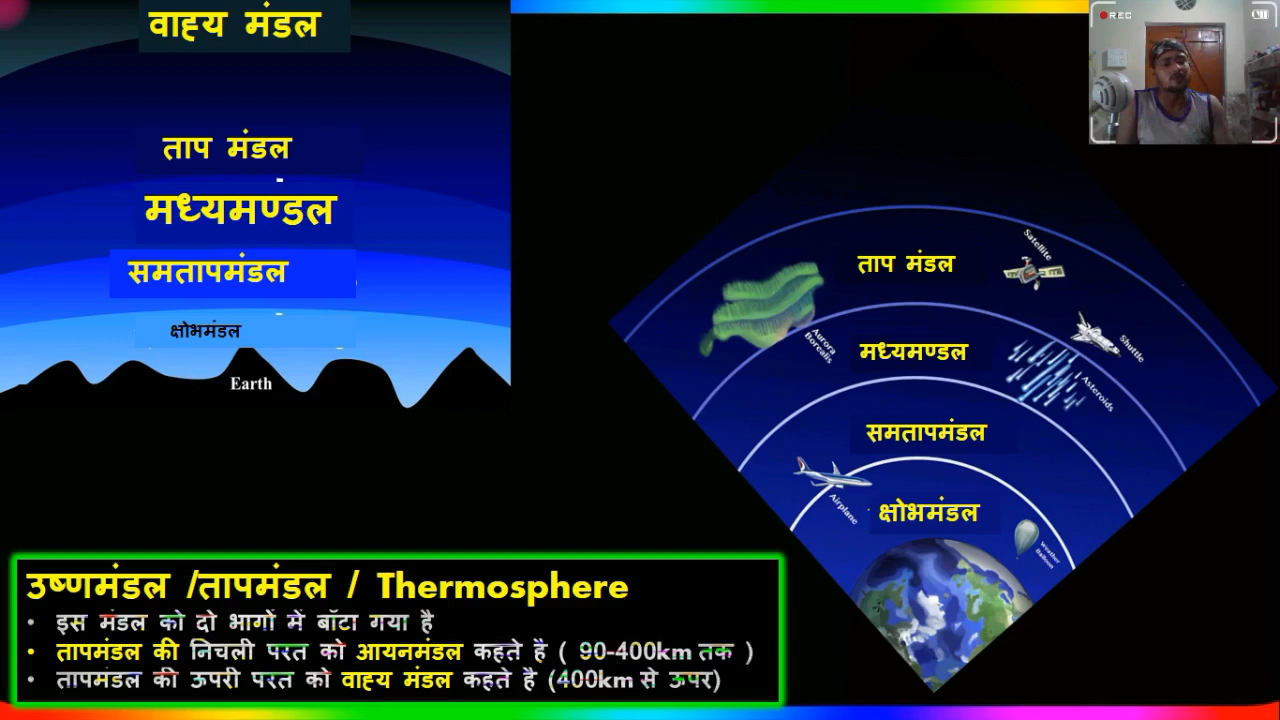 वाह्य मंडल
ताप मंडल
मध्यमण्डल
समतापमंडल
क्षोभमंडल
Earth
REC
ताप मंडल
Satellite
Aurora
Borealis
मध्यमण्डल
Shuttle
Asteroids
समतापमंडल
Airplane
क्षोभमंडल
Weather
Balloon
उष्णमंडल /तापमंडल / Thermosphere
• इस मंडल को दो भागों में बाँटा गया है
• तापमंडल की निचली परत को आयनमंडल कहते है ( 90-400km तक )
• तापमंडल की ऊपरी परत को वाह्य मंडल कहते है (400km से ऊपर)